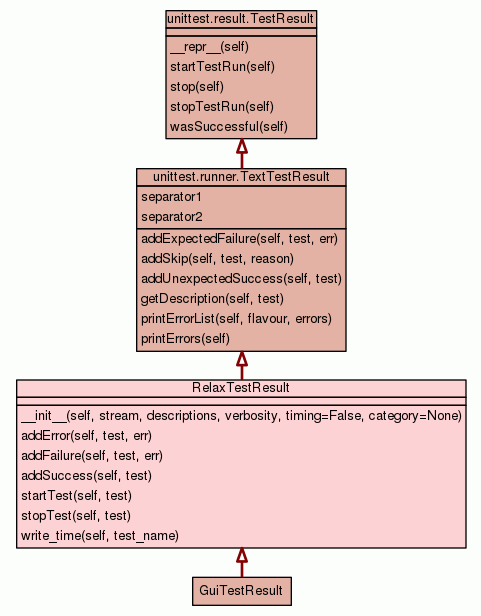 unittest.result.TestResult
__repr__(self)
startTestRun(self)
stop(self)
stopTestRun(self)
wasSuccessful(self)
unittest.runner.TextTestResult
separator1
separator2
addExpectedFailure(self, test, err)
addSkip(self, test, reason)
addUnexpectedSuccess(self, test)
getDescription(self, test)
printErrorList(self, flavour, errors)
printErrors(self)
RelaxTestResult
__init__(self, stream, descriptions, verbosity, timing=False, category=None)
addError(self, test, err)
addFailure(self, test, err)
addSuccess(self, test)
startTest(self, test)
stopTest(self, test)
write_time(self, test_name)
GuiTestResult